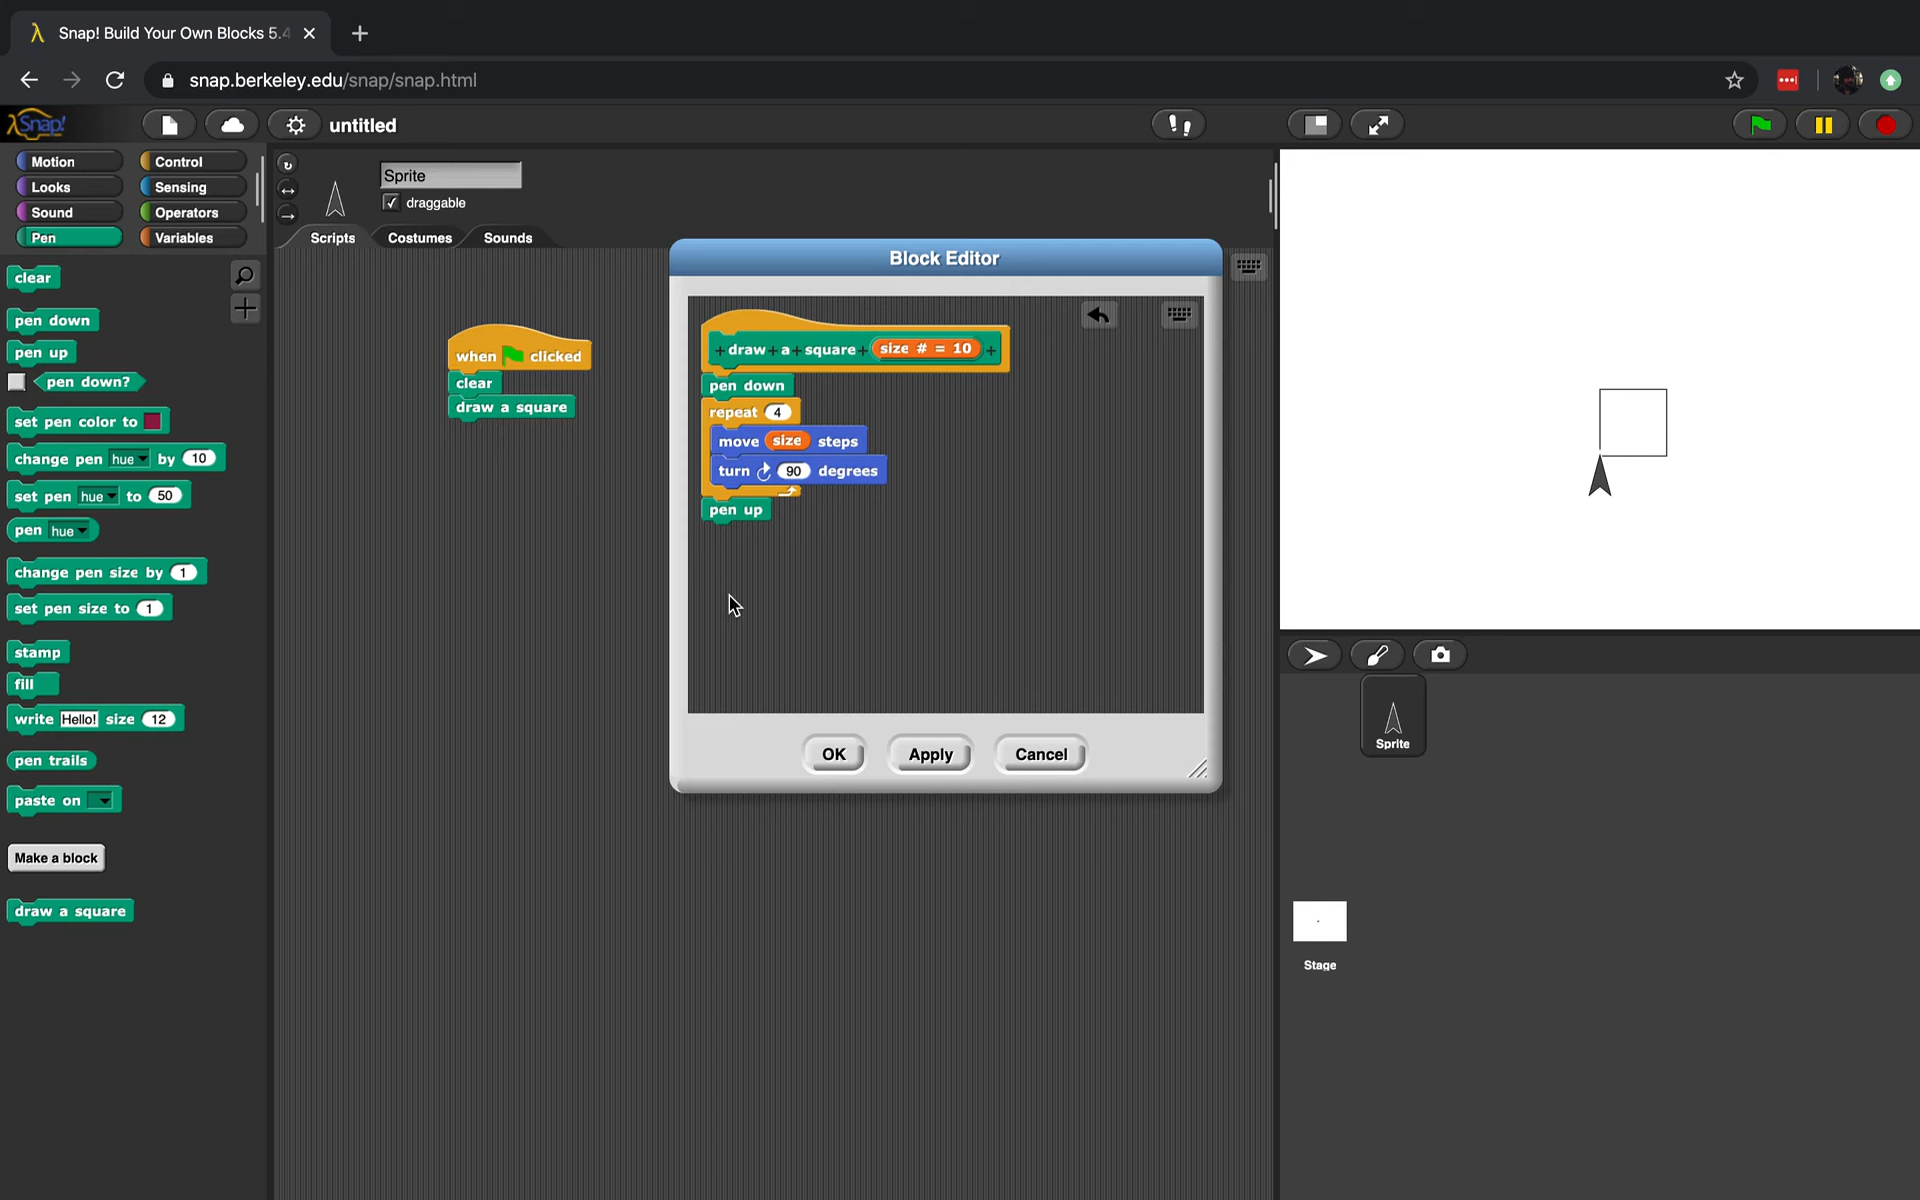 Snap! Build Your Own Blocks 5.4
snap.berkeley.edu/snap/snap.html
Snap!
untitled
Motion
Control
Looks
Sensing
Sound
Operators
Pen
Variables
Sprite
draggable
Scripts
Costumes
Sounds
clear
pen down
pen up
pen down?
set pen color to
change pen hue by 10
set pen hue to 50
pen hue
change pen size by 1
set pen size to 1
stamp
fill
write Hello! size 12
pen trails
paste on
Make a block
draw a square
when clicked
clear
draw a square
Block Editor
+ draw + a + square + size # = 10 +
pen down
repeat 4
move size steps
turn 90 degrees
pen up
OK
Apply
Cancel
Sprite
Stage